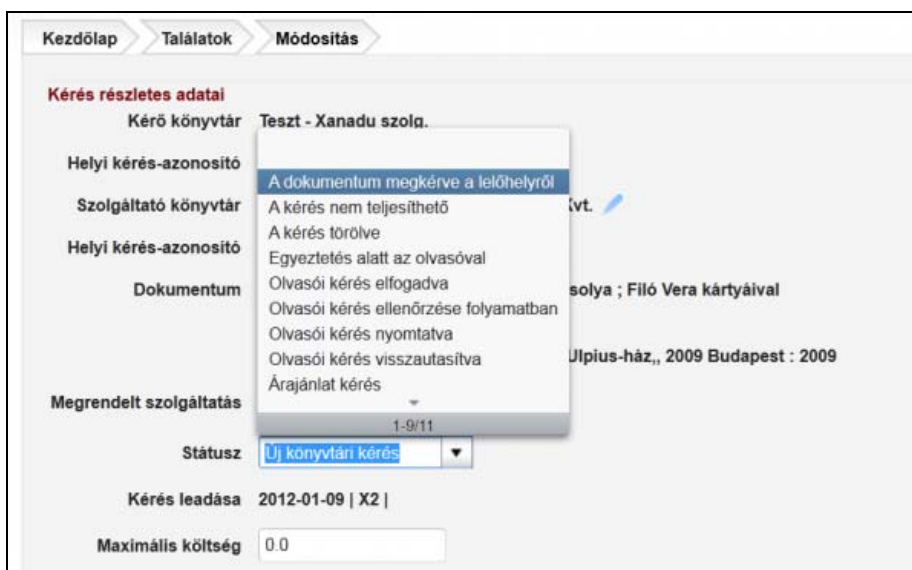 Kezdőlap Találatok Módosítás
Kérés részletes adatai
Kérő könyvtár Teszt - Xanadu szolg.
Helyi kérés-azonosító
A dokumentum megkérve a lelőhelyről
Szolgáltató könyvtár A kérés nem teljesíthető Kvt.
A kérés törölve
Helyi kérés-azonosító
Egyeztetés alatt az olvasóval
Olvasói kérés elfogadva
Dokumentum solya ; Filó Vera kártyáival
Olvasói kérés ellenőrzése folyamatban
Olvasói kérés nyomtatva
Olvasói kérés visszautasítva Ulpius-ház,, 2009 Budapest : 2009
Árajánlat kérés
Megrendelt szolgáltatás
1-9/11
Státusz Új könyvtári kérés
Kérés leadása 2012-01-09 | X2 |
Maximális költség 0.0